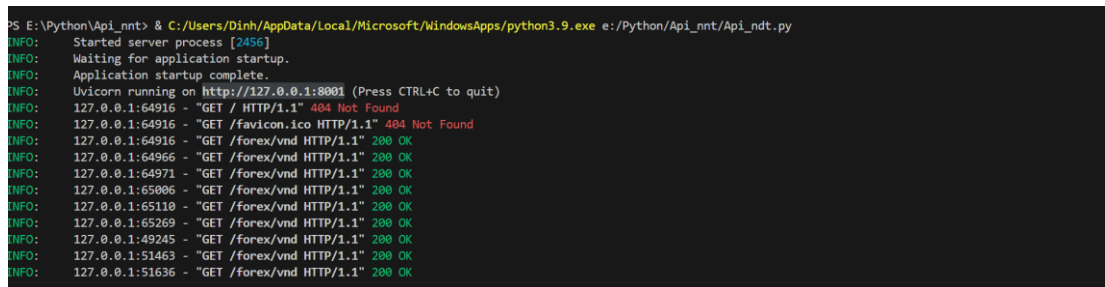 PS E:\Python\Api_nnt> & C:/Users/Dinh/AppData/Local/Microsoft/WindowsApps/python3.9.exe e:/Python/Api_nnt/Api_ndt.py
INFO:     Started server process [2456]
INFO:     Waiting for application startup.
INFO:     Application startup complete.
INFO:     Uvicorn running on http://127.0.0.1:8001 (Press CTRL+C to quit)
INFO:     127.0.0.1:64916 - "GET / HTTP/1.1" 404 Not Found
INFO:     127.0.0.1:64916 - "GET /favicon.ico HTTP/1.1" 404 Not Found
INFO:     127.0.0.1:64916 - "GET /forex/vnd HTTP/1.1" 200 OK
INFO:     127.0.0.1:64966 - "GET /forex/vnd HTTP/1.1" 200 OK
INFO:     127.0.0.1:64971 - "GET /forex/vnd HTTP/1.1" 200 OK
INFO:     127.0.0.1:65006 - "GET /forex/vnd HTTP/1.1" 200 OK
INFO:     127.0.0.1:65110 - "GET /forex/vnd HTTP/1.1" 200 OK
INFO:     127.0.0.1:65269 - "GET /forex/vnd HTTP/1.1" 200 OK
INFO:     127.0.0.1:49245 - "GET /forex/vnd HTTP/1.1" 200 OK
INFO:     127.0.0.1:51463 - "GET /forex/vnd HTTP/1.1" 200 OK
INFO:     127.0.0.1:51636 - "GET /forex/vnd HTTP/1.1" 200 OK